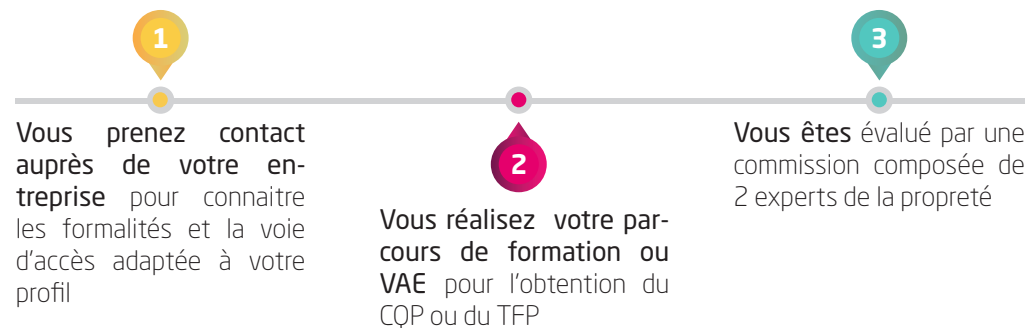 1
Vous prenez contact
auprès de votre en-
treprise pour connaitre
les formalités et la voie
d'accès adaptée à votre
profil
2
Vous réalisez votre par-
cours de formation ou
VAE pour l'obtention du
CQP ou du TFP
3
Vous êtes évalué par une
commission composée de
2 experts de la propreté